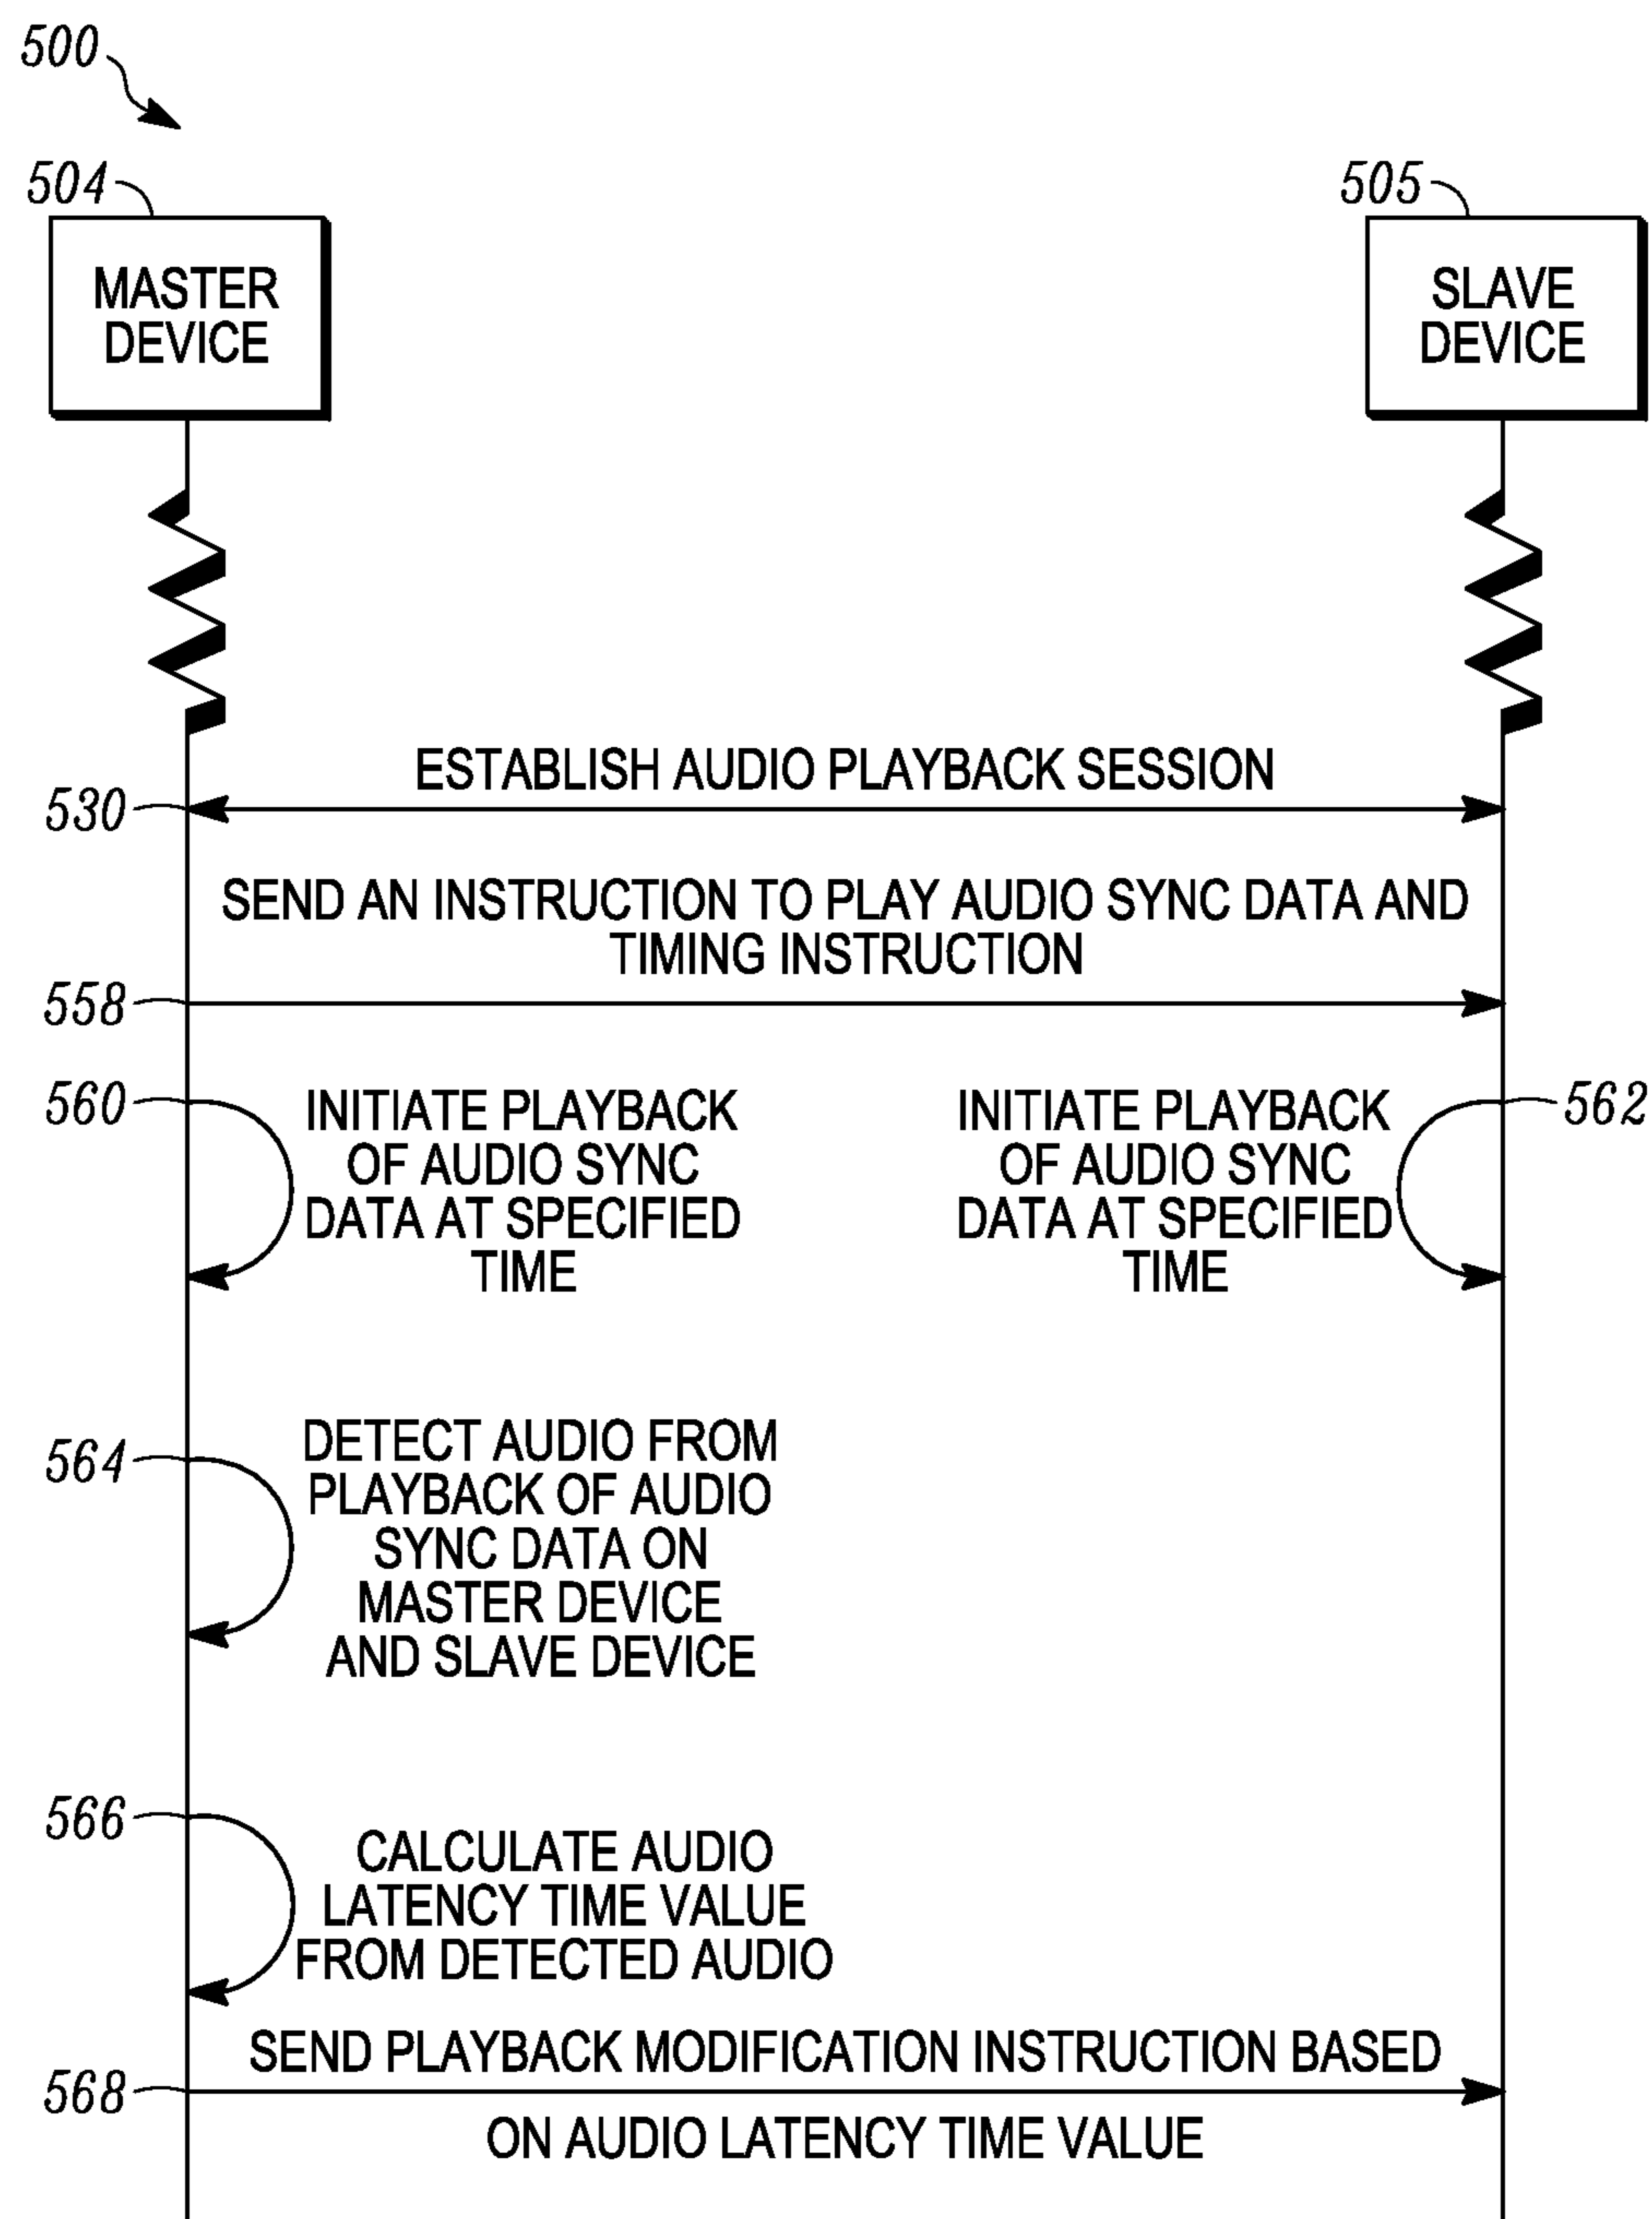 500
504
505
MASTER
DEVICE
SLAVE
DEVICE
ESTABLISH AUDIO PLAYBACK SESSION
530
SEND AN INSTRUCTION TO PLAY AUDIO SYNC DATA AND
TIMING INSTRUCTION
558
560
INITIATE PLAYBACK
OF AUDIO SYNC
DATA AT SPECIFIED
TIME
INITIATE PLAYBACK
OF AUDIO SYNC
DATA AT SPECIFIED
TIME
562
564
DETECT AUDIO FROM
PLAYBACK OF AUDIO
SYNC DATA ON
MASTER DEVICE
AND SLAVE DEVICE
566
CALCULATE AUDIO
LATENCY TIME VALUE
FROM DETECTED AUDIO
SEND PLAYBACK MODIFICATION INSTRUCTION BASED
568
ON AUDIO LATENCY TIME VALUE